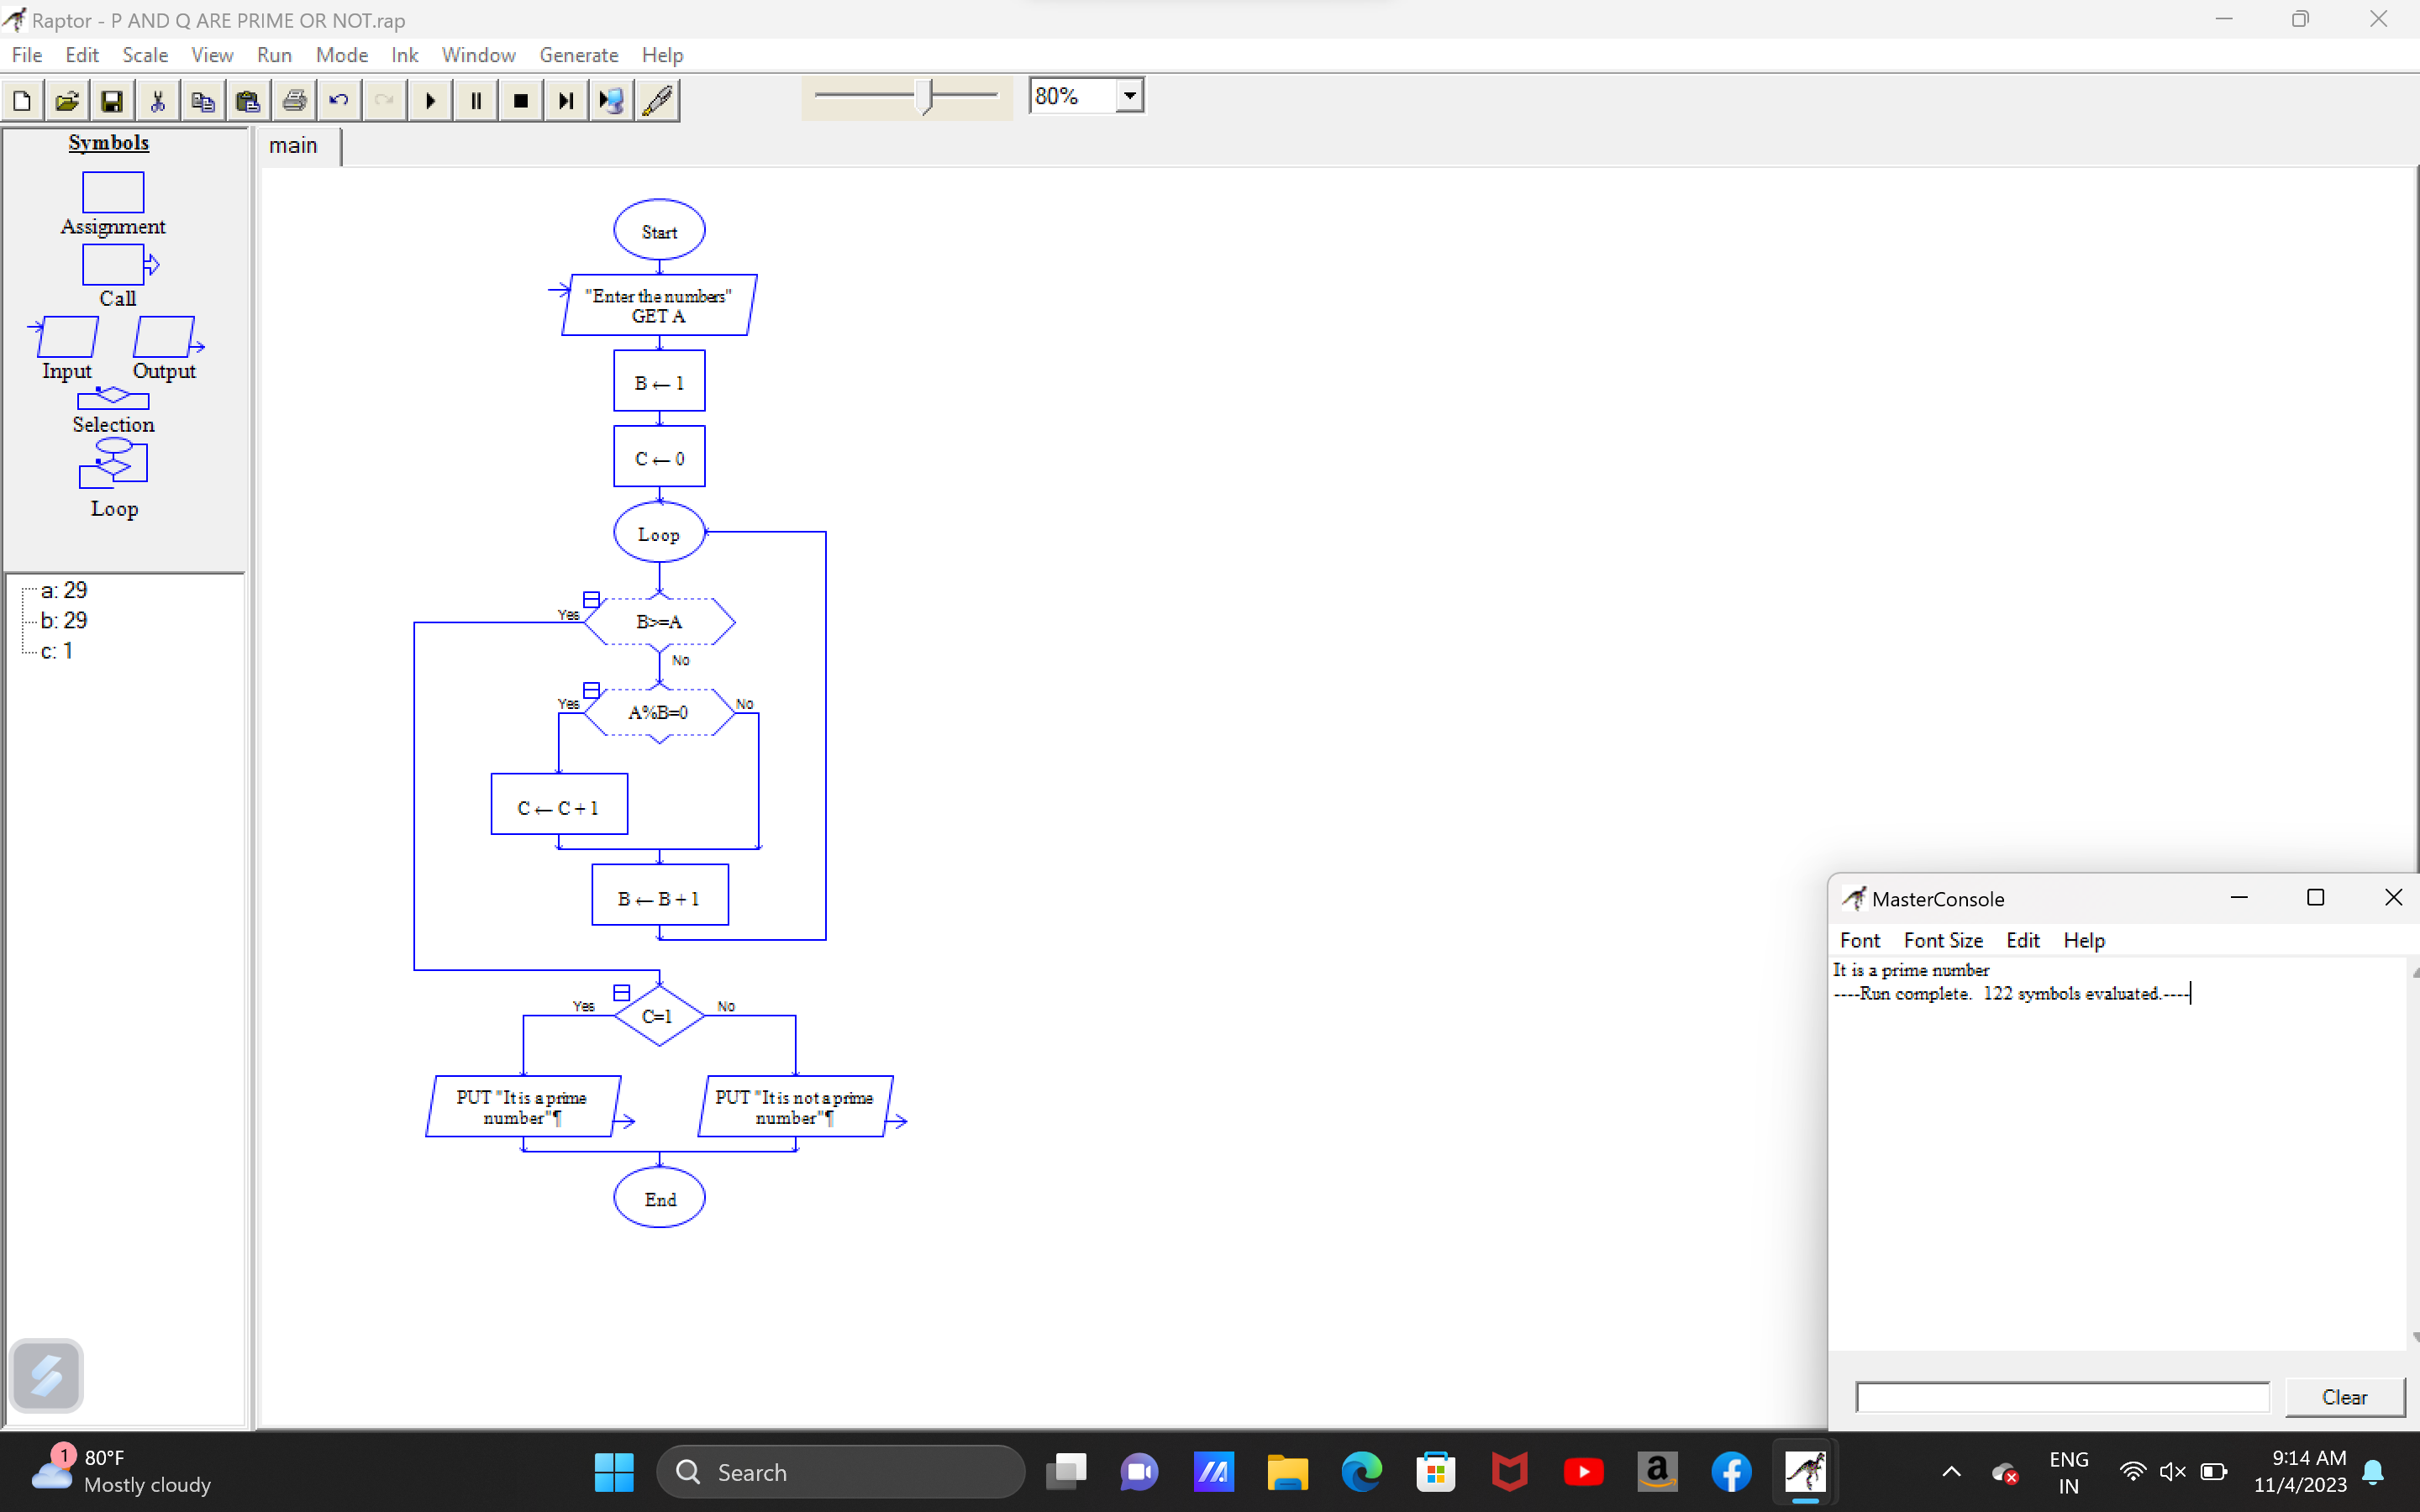 Raptor - P AND Q ARE PRIME OR NOT.rap
File Edit Scale View Run Mode Ink Window Generate Help
80%
Symbols
main
Assignment
Call
Input Output
Selection
Loop
a: 29
b: 29
c: 1
Start
"Enter the numbers"
GET A
B ← 1
C ← 0
Loop
Yes
B>=A
No
Yes
A%B=0
No
C ← C + 1
B ← B + 1
Yes
C=1
No
PUT "It is a prime
number"¶
PUT "It is not a prime
number"¶
End
MasterConsole
Font Font Size Edit Help
It is a prime number
----Run complete.  122 symbols evaluated.----
Clear
1
80°F
Mostly cloudy
Search
a
ENG
IN
9:14 AM
11/4/2023